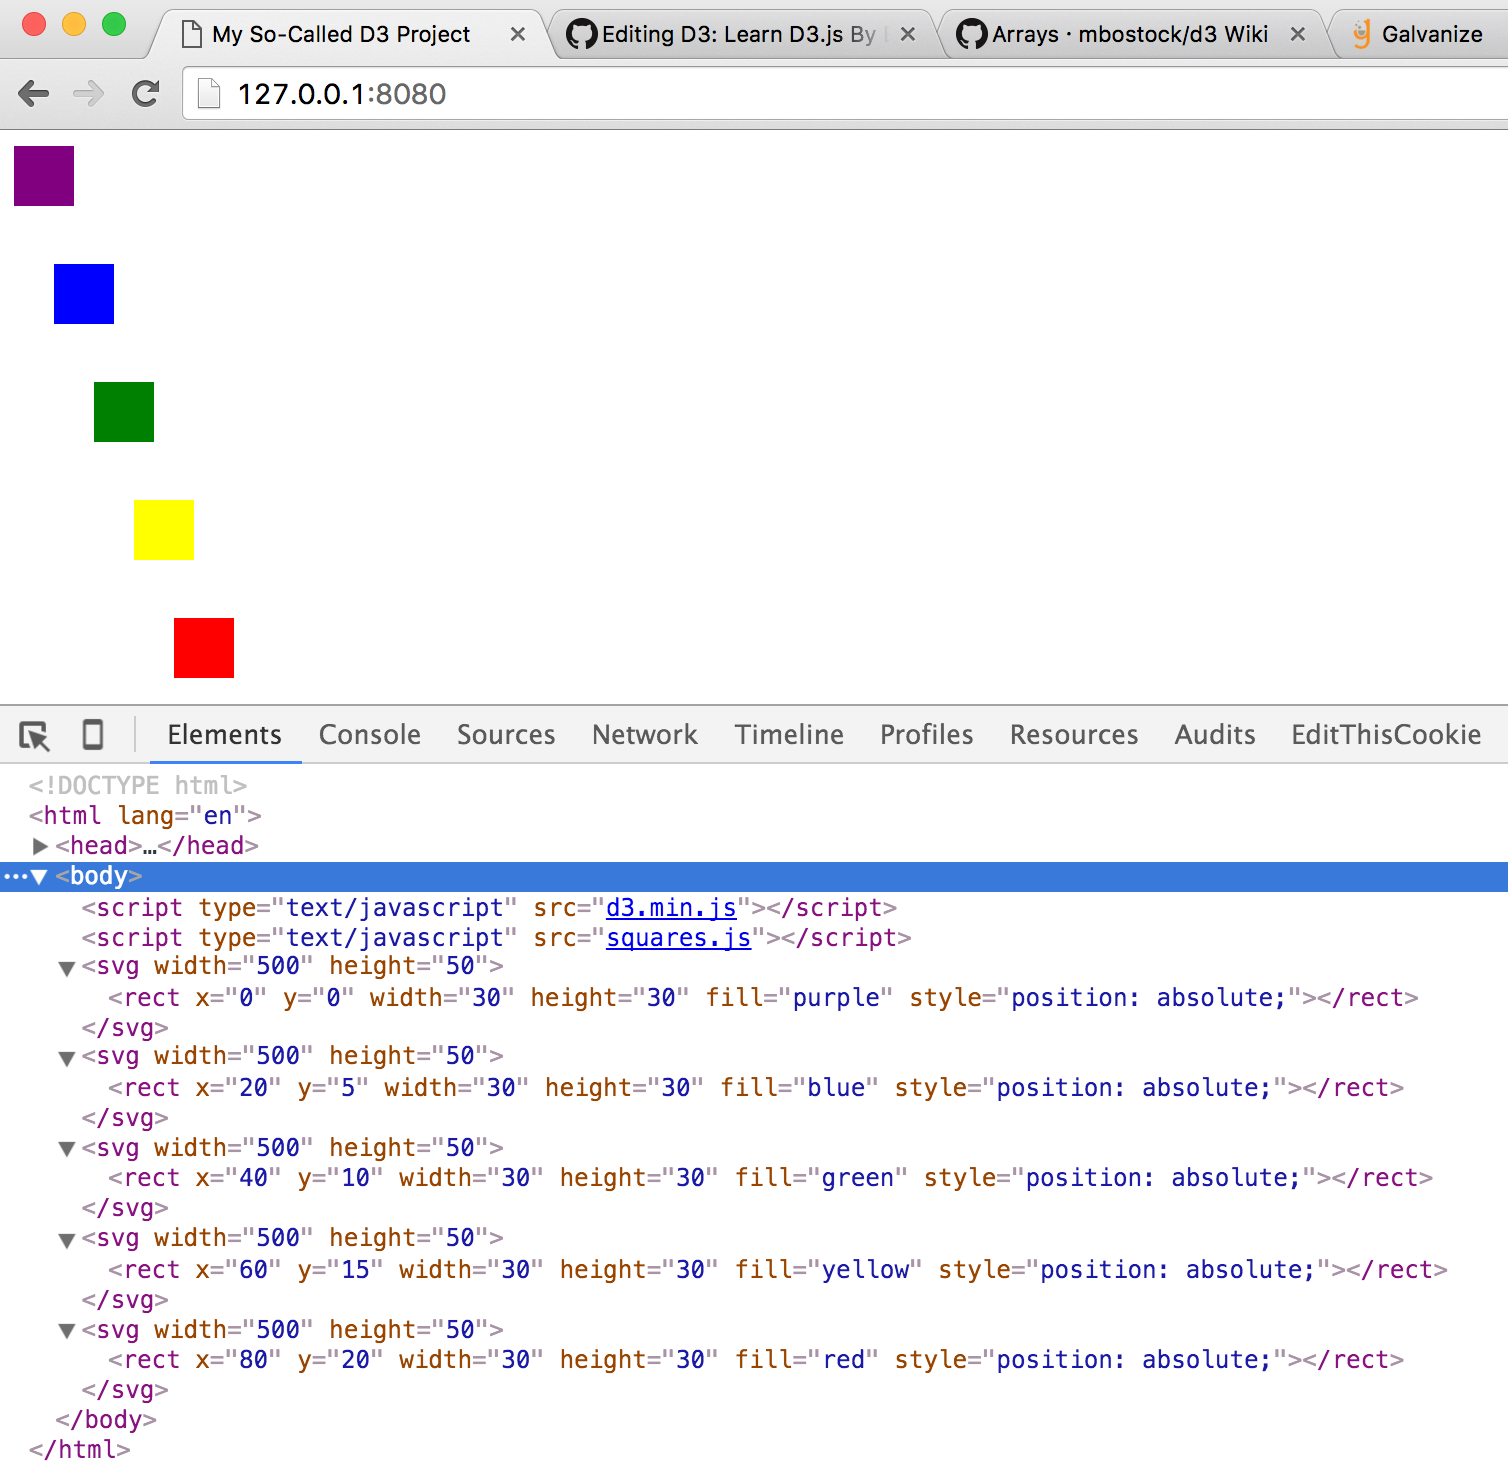 My So-Called D3 Project Editing D3: Learn D3.js By Arrays · mbostock/d3 Wiki Galvanize
127.0.0.1:8080
Elements Console Sources Network Timeline Profiles Resources Audits EditThisCookie
<!DOCTYPE html>
<html lang="en">
<head>…</head>
<body>
<script type="text/javascript" src="d3.min.js"></script>
<script type="text/javascript" src="squares.js"></script>
<svg width="500" height="50">
<rect x="0" y="0" width="30" height="30" fill="purple" style="position: absolute;"></rect>
</svg>
<svg width="500" height="50">
<rect x="20" y="5" width="30" height="30" fill="blue" style="position: absolute;"></rect>
</svg>
<svg width="500" height="50">
<rect x="40" y="10" width="30" height="30" fill="green" style="position: absolute;"></rect>
</svg>
<svg width="500" height="50">
<rect x="60" y="15" width="30" height="30" fill="yellow" style="position: absolute;"></rect>
</svg>
<svg width="500" height="50">
<rect x="80" y="20" width="30" height="30" fill="red" style="position: absolute;"></rect>
</svg>
</body>
</html>